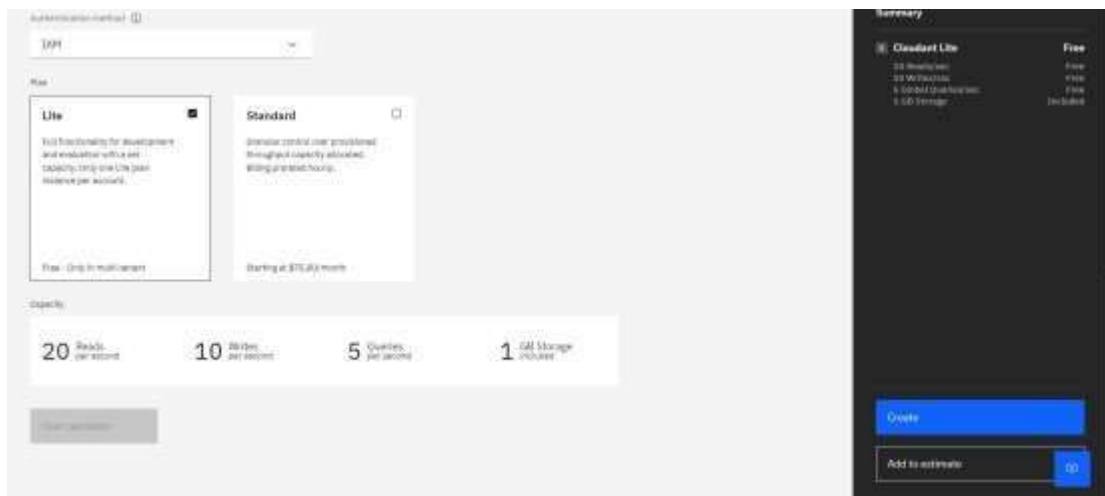 Authentication method
IAM
Plan
Lite
Full functionality for development
and evaluation with a set
capacity. Only one Lite plan
instance per account.
Free - Only in multi-tenant
Standard
Granular control over provisioned
throughput capacity allocated.
Billing prorated hourly.
Starting at /month
Capacity
20 Reads
per second
10 Writes
per second
5 Queries
per second
1 GB Storage
included
Summary
Cloudant Lite Free
20 Reads/sec Free
10 Writes/sec Free
5 Global Queries/sec Free
1 GB Storage Included
Create
Add to estimate